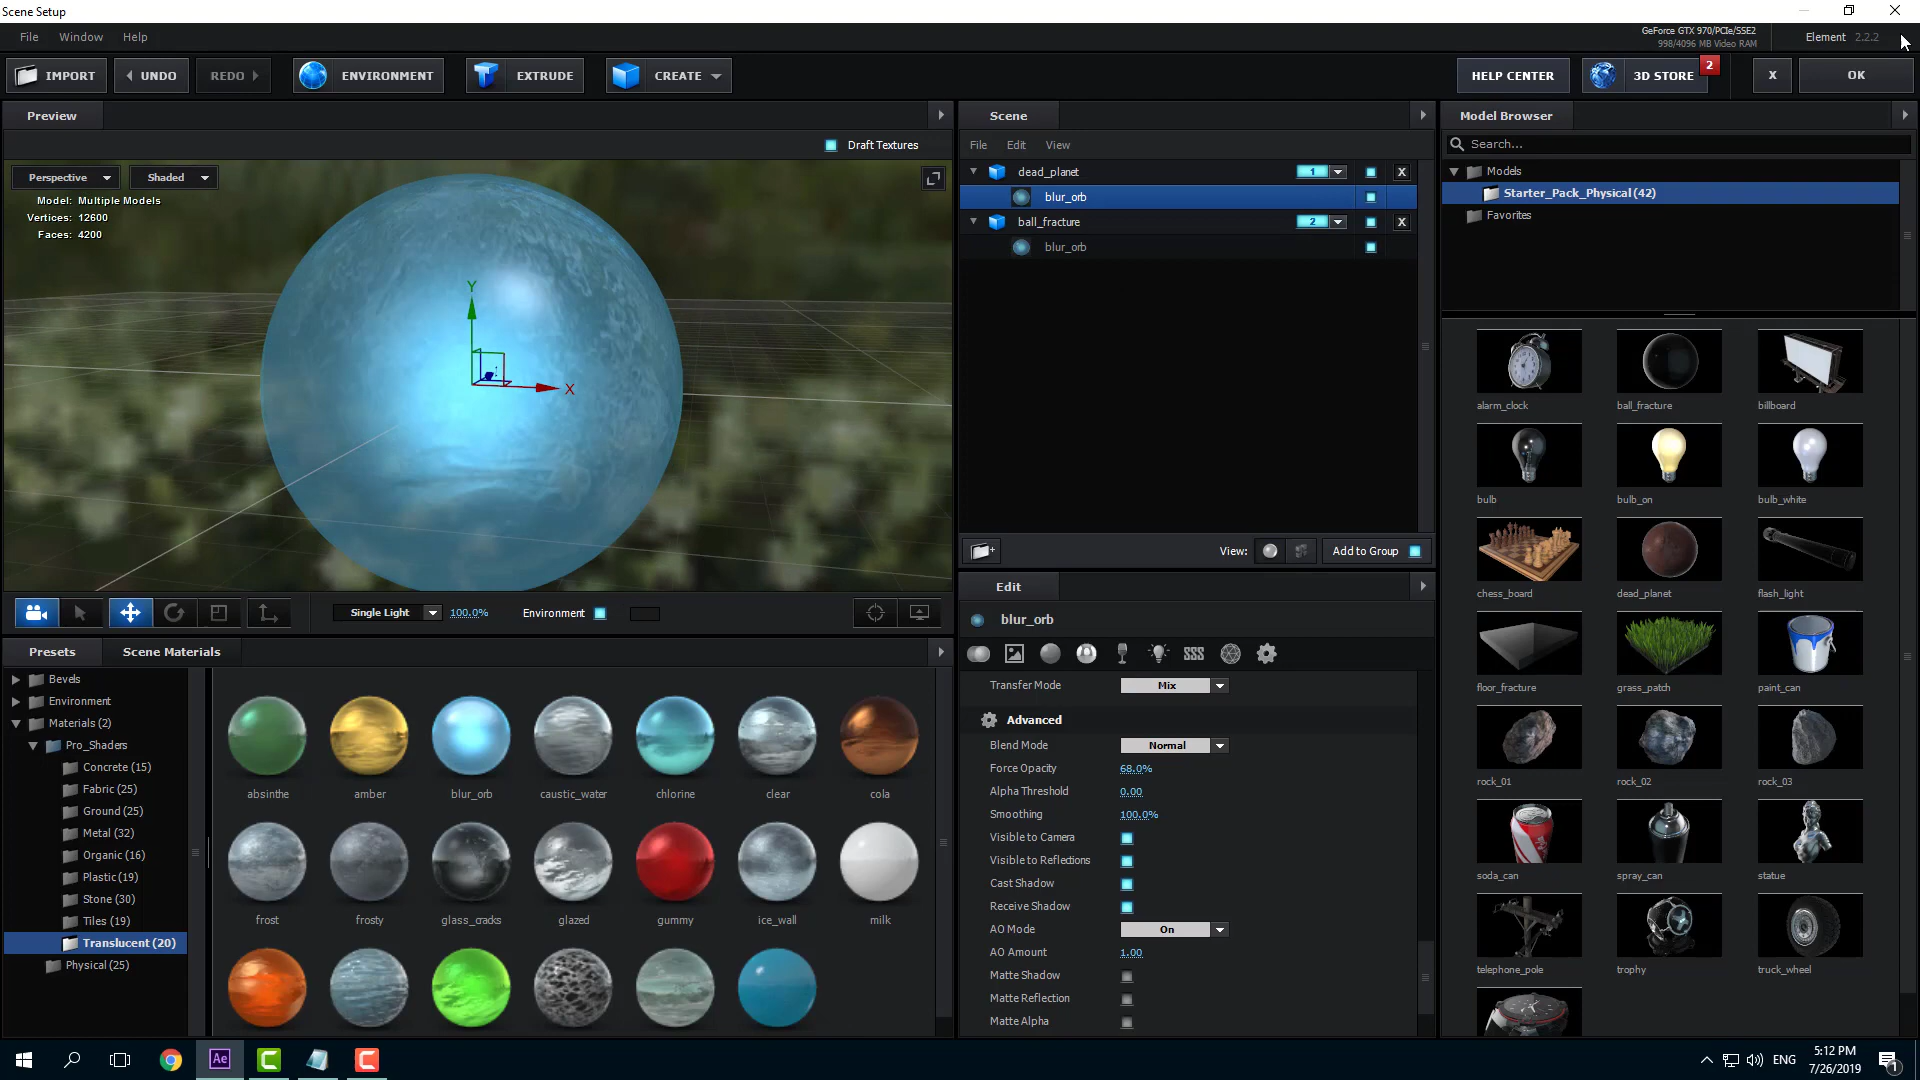 Scene Setup
File Window Help
GeForce GTX 970/PCIe/SSE2
998/4096 MB Video RAM
Element 2.2.2
IMPORT UNDO REDO ENVIRONMENT EXTRUDE CREATE HELP CENTER 3D STORE 2 X OK
Preview
Draft Textures
Perspective Shaded
Model: Multiple Models
Vertices: 12600
Faces: 4200
Y
X
Single Light 100.0% Environment
Scene
File Edit View
dead_planet 1 X
blur_orb
ball_fracture 2 X
blur_orb
View: Add to Group
Model Browser
Search...
Models
Starter_Pack_Physical (42)
Favorites
alarm_clock ball_fracture billboard
bulb bulb_on bulb_white
chess_board dead_planet flash_light
floor_fracture grass_patch paint_can
rock_01 rock_02 rock_03
soda_can spray_can statue
telephone_pole trophy truck_wheel
Presets Scene Materials
Bevels
Environment
Materials (2)
Pro_Shaders
Concrete (15)
Fabric (25)
Ground (25)
Metal (32)
Organic (16)
Plastic (19)
Stone (30)
Tiles (19)
Translucent (20)
Physical (25)
absinthe amber blur_orb caustic_water chlorine clear cola
frost frosty glass_cracks glazed gummy ice_wall milk
Edit
blur_orb
Transfer Mode Mix
Advanced
Blend Mode Normal
Force Opacity 68.0%
Alpha Threshold 0.00
Smoothing 100.0%
Visible to Camera
Visible to Reflections
Cast Shadow
Receive Shadow
AO Mode On
AO Amount 1.00
Matte Shadow
Matte Reflection
Matte Alpha
Ae
ENG
5:12 PM
7/26/2019
1